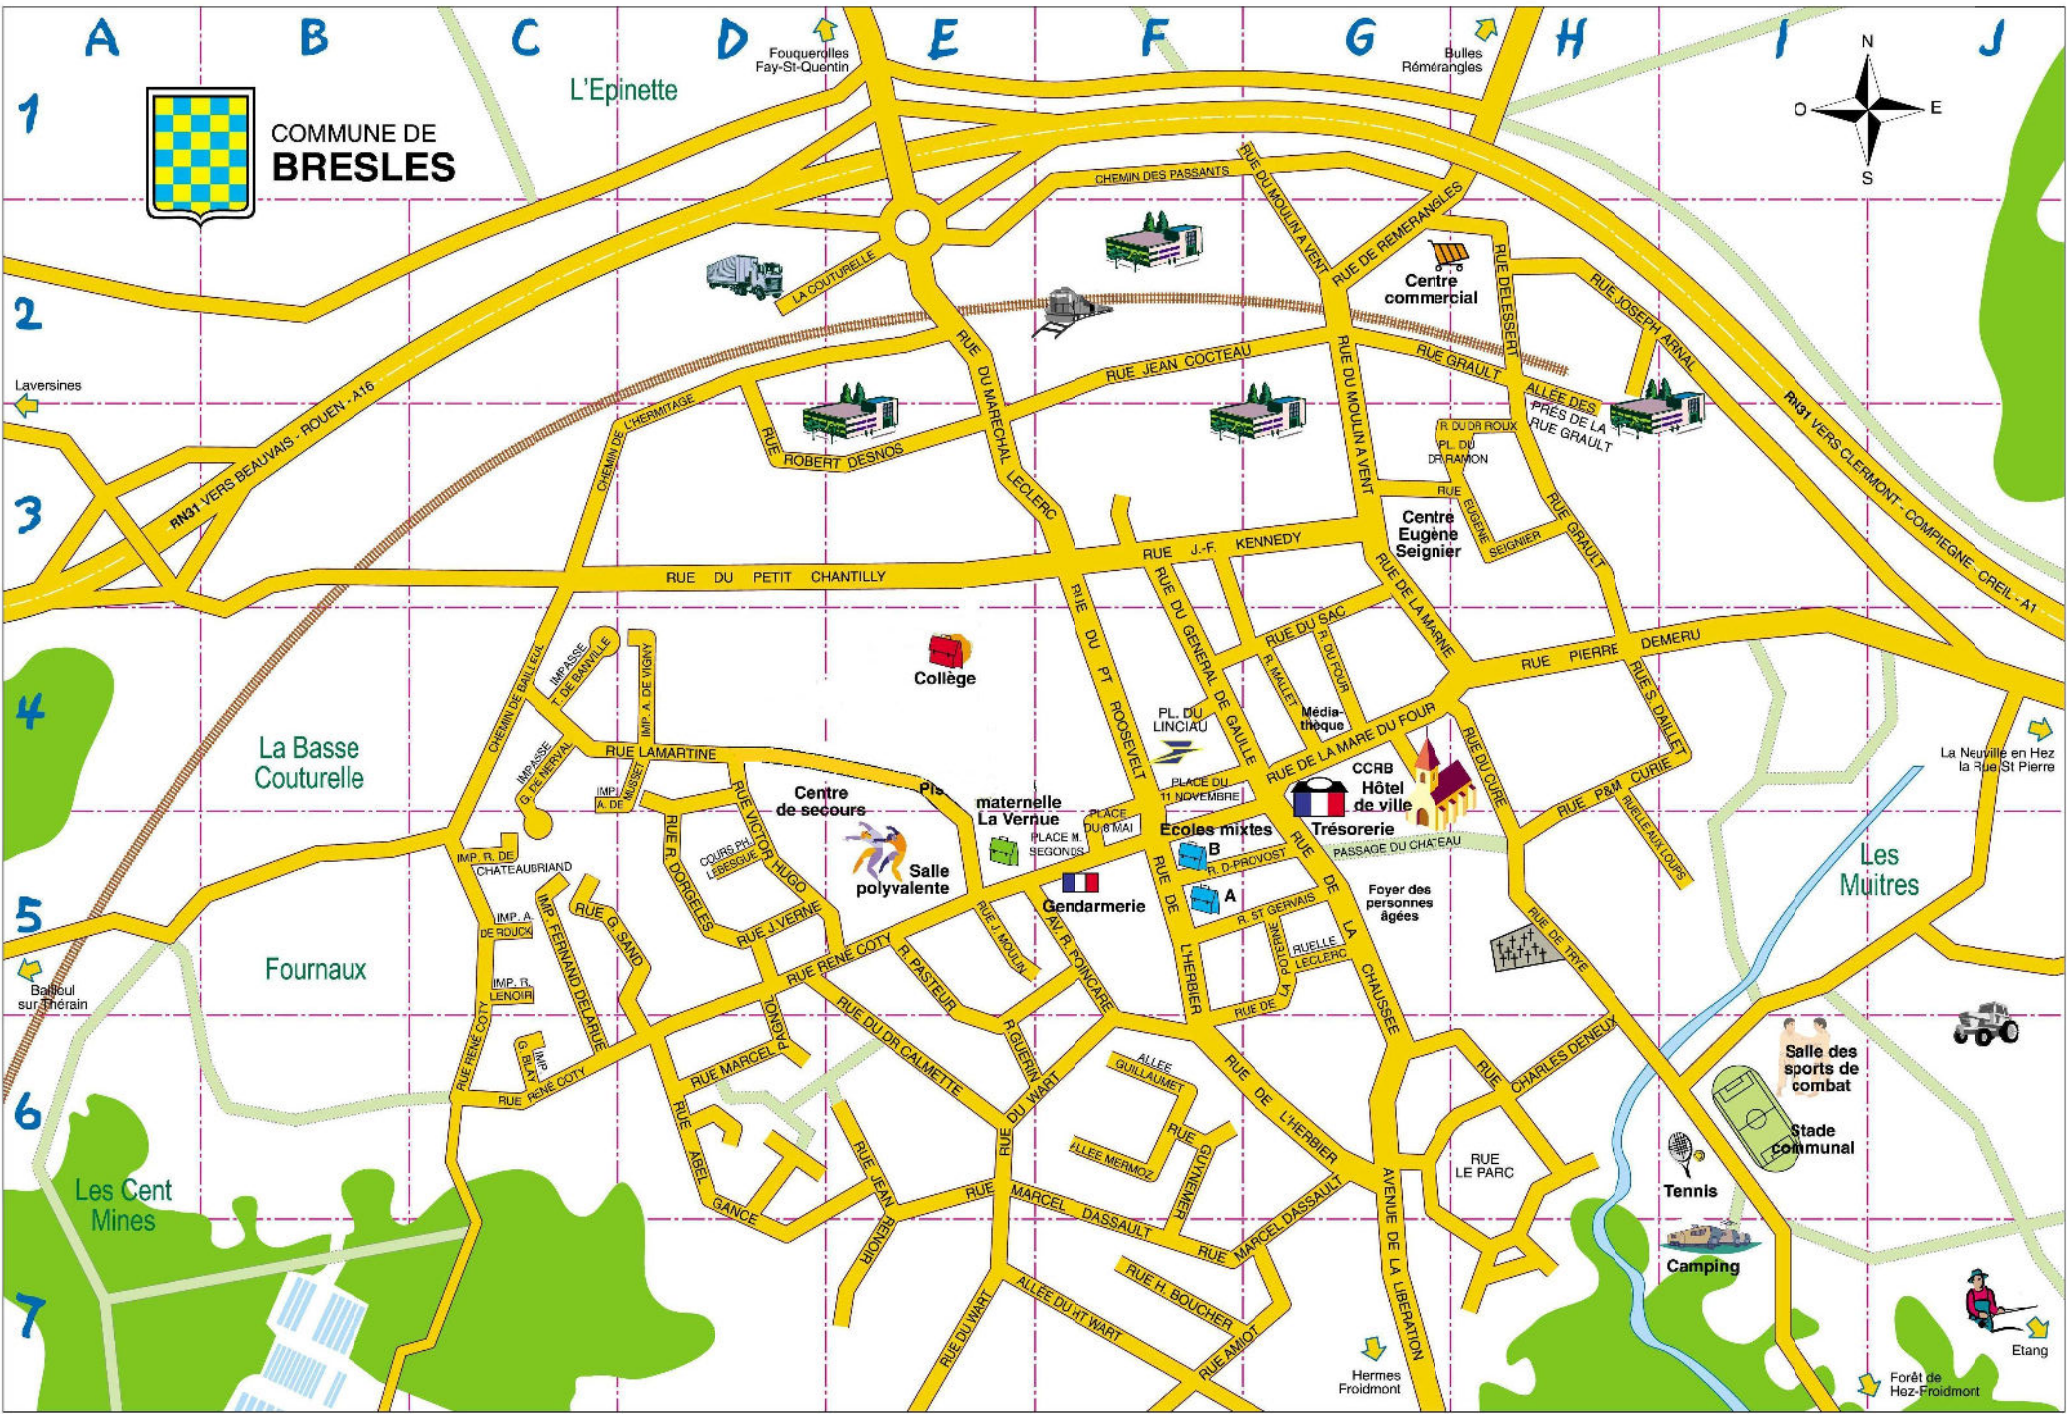 A
B
C
D
E
F
G
H
I
J
1
2
3
4
5
6
7
COMMUNE DE
BRESLES
L'Epinette
Fouquerolles
Fay-St-Quentin
Bulles
Rémérangles
N
O
E
S
CHEMIN DES PASSANTS
RUE DU MOULIN A VENT
RUE DE REMERANGLES
LA COUTURELLE
Centre
commercial
RUE DELESSERT
RUE JOSEPH ARNAL
RUE DU MARECHAL LECLERC
RUE JEAN COCTEAU
RUE DU MOULIN A VENT
RUE GRAULT
ALLÉE DES
PRÉS DE LA
RUE GRAULT
Laversines
RN31 VERS BEAUVAIS - ROUEN - A16
RN31 VERS CLERMONT - COMPIEGNE - CREIL - A1
CHEMIN DE L'HERMITAGE
RUE ROBERT DESNOS
R. DU DR ROUX
PL. DU
DR RAMON
RUE EUGENE SEIGNIER
Centre
Eugène
Seignier
RUE GRAULT
RUE J.-F. KENNEDY
RUE DU PETIT CHANTILLY
RUE DU PT ROOSEVELT
RUE DU GENERAL DE GAULLE
RUE DU SAC
RUE DE LA MARNE
R. MALLET
R. DU FOUR
RUE PIERRE DEMERU
RUE S. DAILLET
CHEMIN DE BAILLEUL
IMPASSE
T. DE BANVILLE
IMP. A. DE VIGNY
Collège
La Basse
Couturelle
IMPASSE
G. DE NERVAL
RUE LAMARTINE
IMP.
A. DE MUSSET
PL. DU
LINCIAU
Média-
thèque
RUE DE LA MARE DU FOUR
RUE DU CURE
La Neuville en Hez
la Rue St Pierre
PLACE DU
11 NOVEMBRE
CCRB
Hôtel
de ville
Trésorerie
RUE P&M CURIE
RUELLE AUX LOUPS
Centre
de secours
Pis
maternelle
La Vernue
PLACE
DU 8 MAI
PLACE M.
SEGONDS
Ecoles mixtes
B
A
R. D-PROVOST
PASSAGE DU CHATEAU
Les
Muitres
RUE VICTOR HUGO
COURS PH.
LEBESGUE
RUE R. DORGELES
Salle
polyvalente
IMP. R. DE
CHATEAUBRIAND
Gendarmerie
Foyer des
personnes
âgées
RUE DE L'HERBIER
RUE DE LA CHAUSSEE
R. ST GERVAIS
RUELLE
LECLERC
RUE DE LA POTERNE
RUE DE TRYE
IMP. A.
DE ROUCK
IMP. FERNAND DELARUE
RUE G. SAND
RUE J.VERNE
RUE RENÉ COTY
R. PASTEUR
RUE J. MOULIN
AV. R. POINCARE
Fournaux
Bailleul
sur Thérain
IMP. R.
LENOIR
RUE RENÉ COTY
IMP.
G. BILAY
RUE RENÉ COTY
RUE MARCEL PAGNOL
RUE DU DR CALMETTE
R.GUERIN
RUE DU WART
ALLEE
GUILLAUMET
RUE DE L'HERBIER
RUE CHARLES DENEUX
Salle des
sports de
combat
Stade
communal
Tennis
RUE
LE PARC
Les Cent
Mines
RUE ABEL GANCE
RUE JEAN RENOIR
ALLEE MERMOZ
RUE GUYNEMER
RUE MARCEL DASSAULT
RUE MARCEL DASSAULT
AVENUE DE LA LIBERATION
Camping
RUE DU WART
ALLÉE DU HT WART
RUE H. BOUCHER
RUE AMIOT
Hermes
Froidmont
Etang
Forêt de
Hez-Froidmont